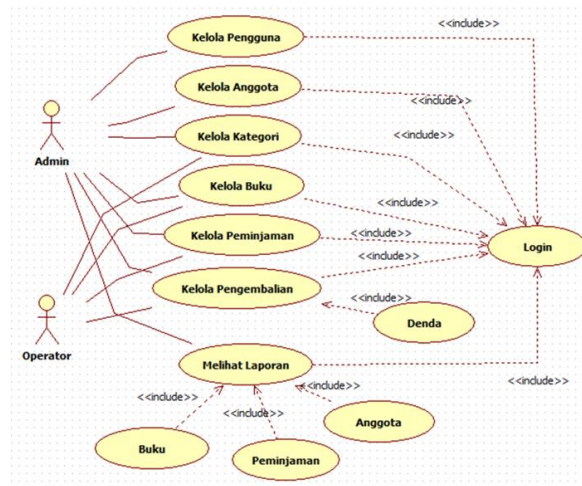 <<include>>
Kelola Pengguna
Kelola Anggota
<<include>>
Admin
Kelola Kategori
<<include>>
Kelola Buku
<<include>>
Kelola Peminjaman
<<include>>
Login
Kelola Pengembalian
<<include>>
<<include>>
Denda
Operator
Melihat Laporan
<<include>>
<<include>>
<<include>>
<<include>>
Anggota
Buku
Peminjaman